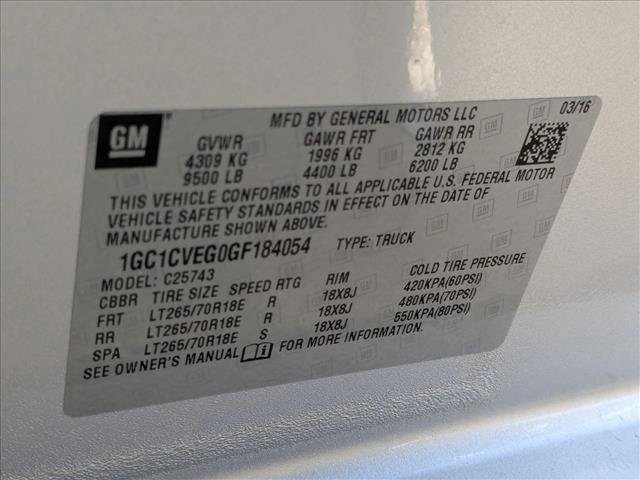 GM
MFD BY GENERAL MOTORS LLC 03/16
GVWR GAWR FRT GAWR RR
4309 KG 1996 KG 2812 KG
9500 LB 4400 LB 6200 LB
THIS VEHICLE CONFORMS TO ALL APPLICABLE U.S. FEDERAL MOTOR
VEHICLE SAFETY STANDARDS IN EFFECT ON THE DATE OF
MANUFACTURE SHOWN ABOVE.
1GC1CVEG0GF184054 TYPE: TRUCK
MODEL: C25743
CBBR TIRE SIZE SPEED RTG RIM COLD TIRE PRESSURE
FRT LT265/70R18E R 18X8J 420KPA(60PSI)
RR LT265/70R18E R 18X8J 480KPA(70PSI)
SPA LT265/70R18E S 18X8J 550KPA(80PSI)
SEE OWNER'S MANUAL FOR MORE INFORMATION.